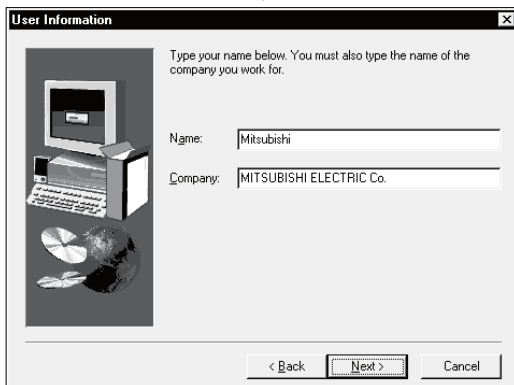 User Information
Type your name below. You must also type the name of the
company you work for.
Name: Mitsubishi
Company: MITSUBISHI ELECTRIC Co.
< Back Next > Cancel